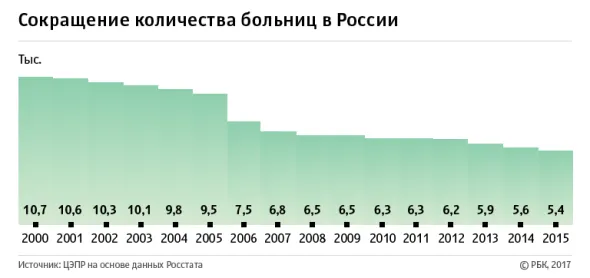 Сокращение количества больниц в России
Тыс.
10,7 10,6 10,3 10,1 9,8 9,5 7,5 6,8 6,5 6,5 6,3 6,3 6,2 5,9 5,6 5,4
2000 2001 2002 2003 2004 2005 2006 2007 2008 2009 2010 2011 2012 2013 2014 2015
Источник: ЦЭПР на основе данных Росстата © РБК, 2017